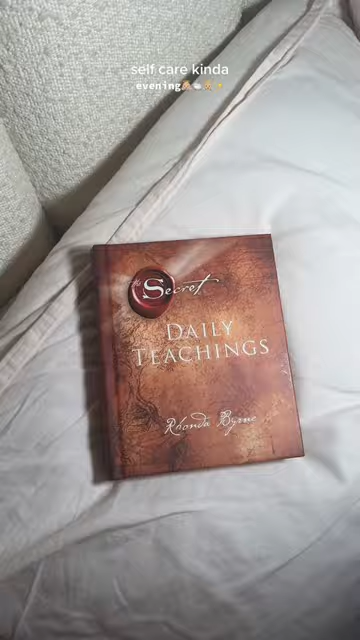 self care kinda
evening🧖🏼‍♀️☕🧘🏼‍♀️✨
The Secret
DAILY
TEACHINGS
Rhonda Byrne